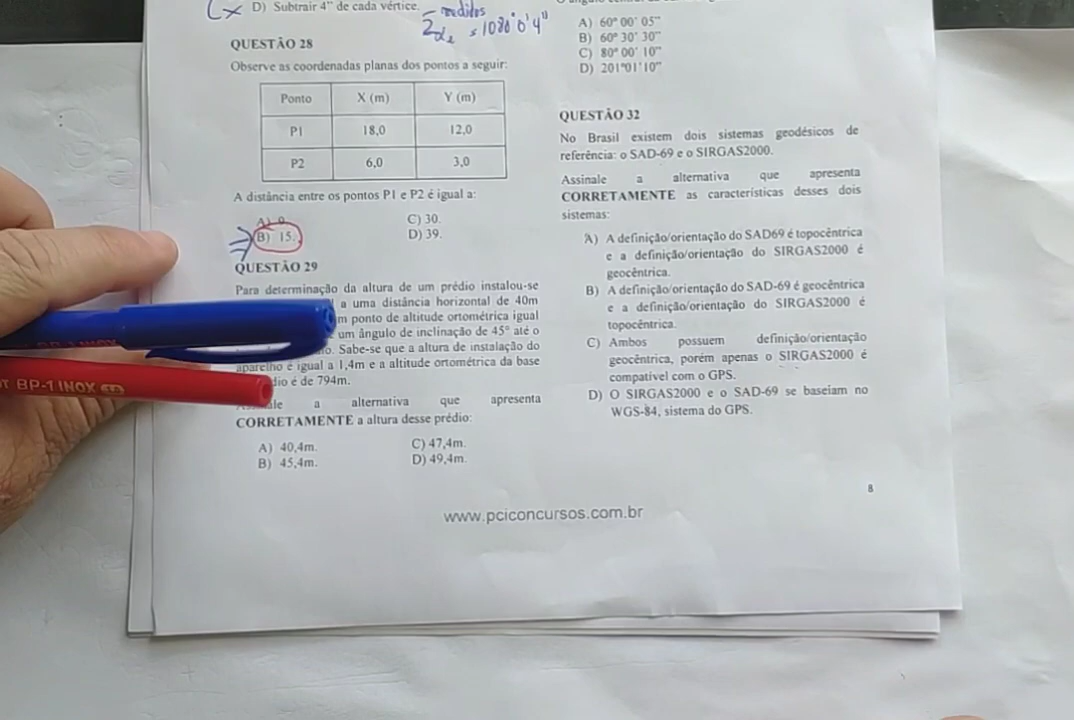 D) Subtrair 4" de cada vértice.
medidos
= 1080°0'4"
QUESTÃO 28
Observe as coordenadas planas dos pontos a seguir:
Ponto X (m) Y (m)
P1 18,0 12,0
P2 6,0 3,0
A distância entre os pontos P1 e P2 é igual a:
A) 9. C) 30.
B) 15. D) 39.
QUESTÃO 29
Para determinação da altura de um prédio instalou-se
a uma distância horizontal de 40m
m ponto de altitude ortométrica igual
um ângulo de inclinação de 45° até o
Sabe-se que a altura de instalação do
aparelho é igual a 1,4m e a altitude ortométrica da base
dio é de 794m.
a alternativa que apresenta
CORRETAMENTE a altura desse prédio:
A) 40,4m. C) 47,4m.
B) 45,4m. D) 49,4m.
A) 60° 00' 05"
B) 60° 30' 30"
C) 80° 00' 10"
D) 201°01'10"
QUESTÃO 32
No Brasil existem dois sistemas geodésicos de
referência: o SAD-69 e o SIRGAS2000.
Assinale a alternativa que apresenta
CORRETAMENTE as características desses dois
sistemas:
A) A definição/orientação do SAD69 é topocêntrica
e a definição/orientação do SIRGAS2000 é
geocêntrica.
B) A definição/orientação do SAD-69 é geocêntrica
e a definição/orientação do SIRGAS2000 é
topocêntrica.
C) Ambos possuem definição/orientação
geocêntrica, porém apenas o SIRGAS2000 é
compatível com o GPS.
D) O SIRGAS2000 e o SAD-69 se baseiam no
WGS-84, sistema do GPS.
8
www.pciconcursos.com.br
BP-1 INOX